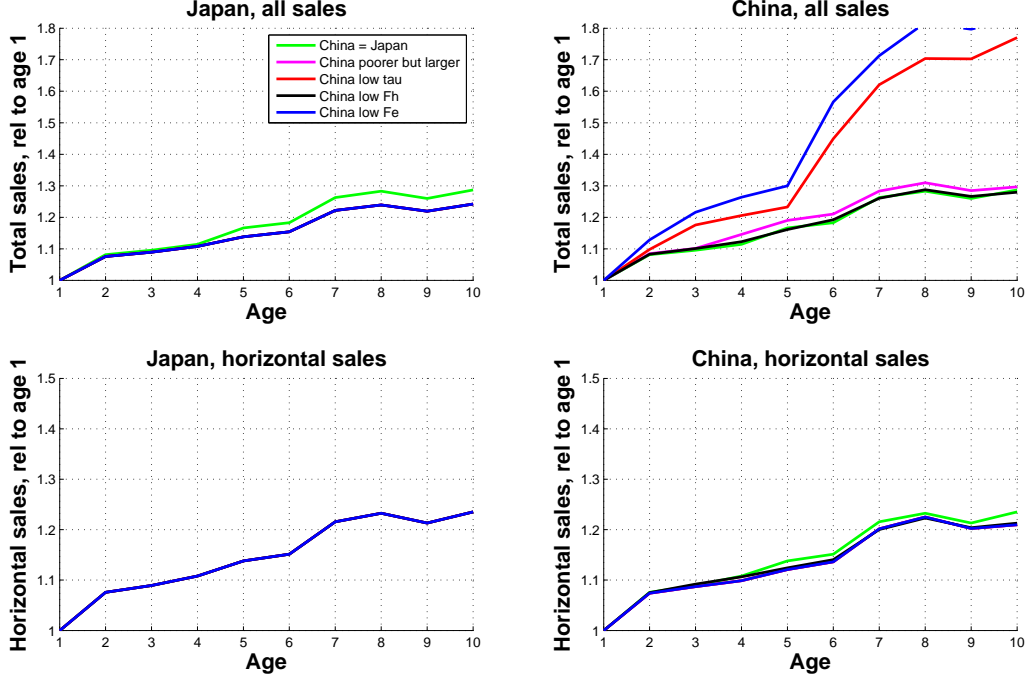 Japan, all sales
Total sales, rel to age 1
1.8
1.7
1.6
1.5
1.4
1.3
1.2
1.1
1
China = Japan
China poorer but larger
China low tau
China low Fh
China low Fe
1 2 3 4 5 6 7 8 9 10
Age
China, all sales
Total sales, rel to age 1
1.8
1.7
1.6
1.5
1.4
1.3
1.2
1.1
1
1 2 3 4 5 6 7 8 9 10
Age
Japan, horizontal sales
Horizontal sales, rel to age 1
1.5
1.4
1.3
1.2
1.1
1
1 2 3 4 5 6 7 8 9 10
Age
China, horizontal sales
Horizontal sales, rel to age 1
1.5
1.4
1.3
1.2
1.1
1
1 2 3 4 5 6 7 8 9 10
Age